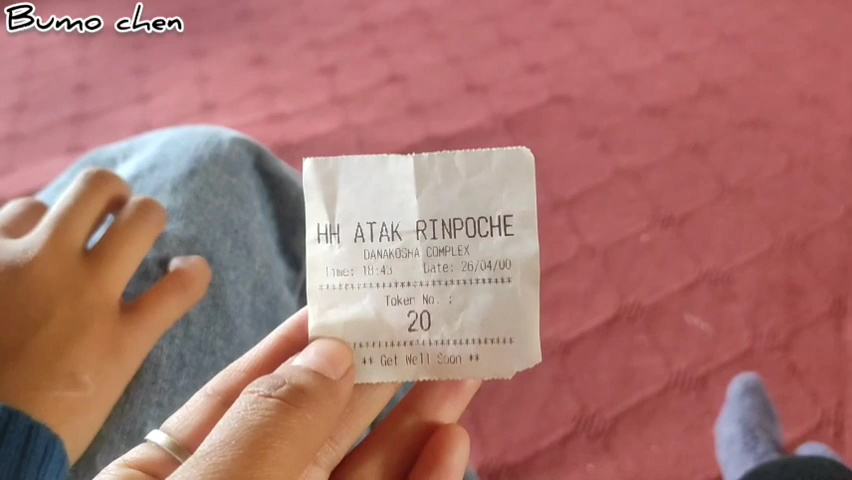 Bumo chen
HH ATAK RINPOCHE
DANAKOSHA COMPLEX
Time: 18:43 Date: 26/04/00
*********************************
Token No. :
20
*********************************
** Get Well Soon **